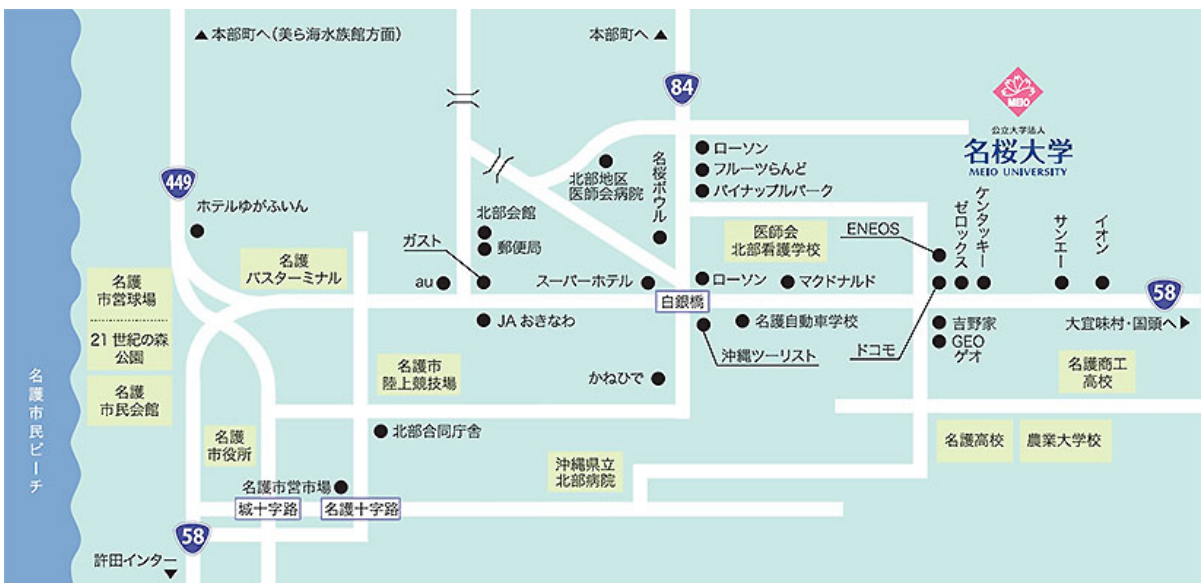 ▲本部町へ(美ら海水族館方面)
本部町へ▲
84
MEIO
公立大学法人
名桜大学
MEIO UNIVERSITY
ローソン
フルーツらんど
パイナップルパーク
北部地区
医師会病院
名桜ボウル
449
ホテルゆがふいん
北部会館
郵便局
ガスト
医師会
北部看護学校
ENEOS
ゼロックス
ケンタッキー
サンエー
イオン
名護
バスターミナル
au
スーパーホテル
ローソン
マクドナルド
名護
市営球場
21世紀の森
公園
白銀橋
58
JAおきなわ
名護自動車学校
吉野家
大宜味村・国頭へ▶
沖縄ツーリスト
ドコモ
GEO
ゲオ
名護市
陸上競技場
かねひで
名護商工
高校
名護
市民会館
名護市民ビーチ
名護
市役所
北部合同庁舎
名護高校
農業大学校
沖縄県立
北部病院
名護市営市場
城十字路
名護十字路
58
許田インター
▼